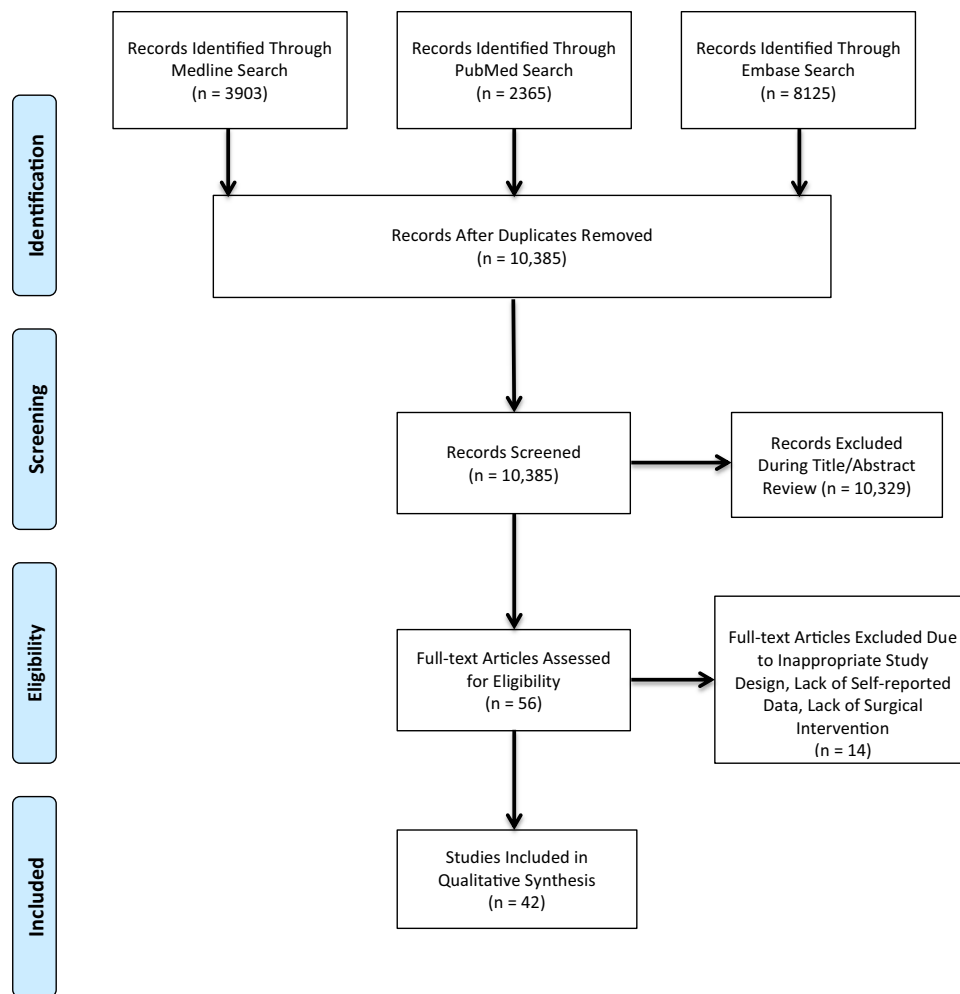 Records Identified Through
Medline Search
(n = 3903)
Records Identified Through
PubMed Search
(n = 2365)
Records Identified Through
Embase Search
(n = 8125)
Identification
Records After Duplicates Removed
(n = 10,385)
Screening
Records Screened
(n = 10,385)
Records Excluded
During Title/Abstract
Review (n = 10,329)
Eligibility
Full-text Articles Assessed
for Eligibility
(n = 56)
Full-text Articles Excluded Due
to Inappropriate Study
Design, Lack of Self-reported
Data, Lack of Surgical
Intervention
(n = 14)
Included
Studies Included in
Qualitative Synthesis
(n = 42)